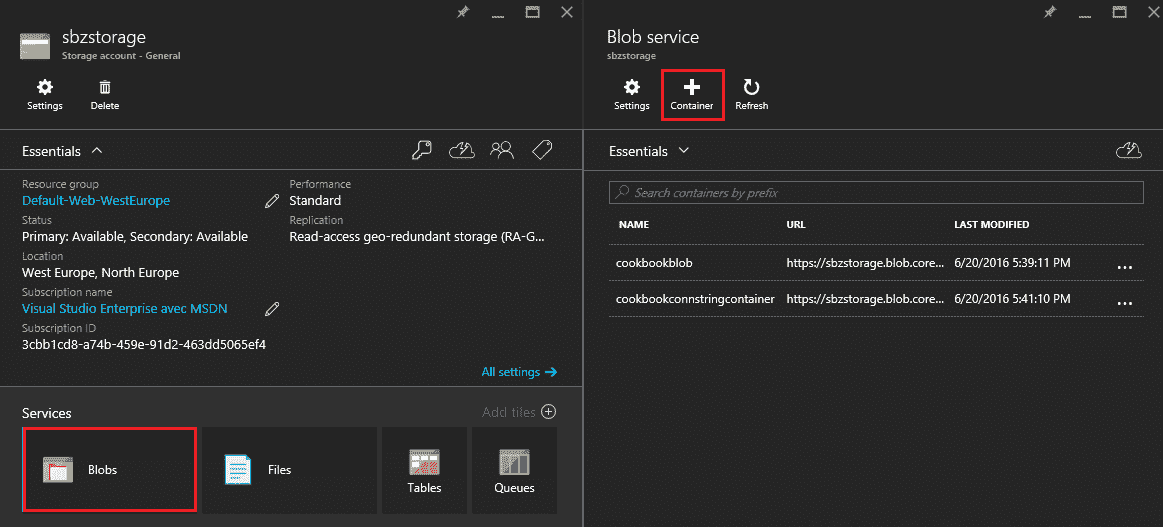 sbzstorage
Storage account - General
Settings
Delete
Essentials
Resource group
Default-Web-WestEurope
Status
Primary: Available, Secondary: Available
Location
West Europe, North Europe
Subscription name
Visual Studio Enterprise avec MSDN
Subscription ID
3cbb1cd8-a74b-459e-91d2-463dd5065ef4
Performance
Standard
Replication
Read-access geo-redundant storage (RA-G...
All settings
Services
Add tiles
Blobs
Files
Tables
Queues
Blob service
sbzstorage
Settings
Container
Refresh
Essentials
Search containers by prefix
NAME URL LAST MODIFIED
cookbookblob https://sbzstorage.blob.core... 6/20/2016 5:39:11 PM ...
cookbookconnstringcontainer https://sbzstorage.blob.core... 6/20/2016 5:41:10 PM ...